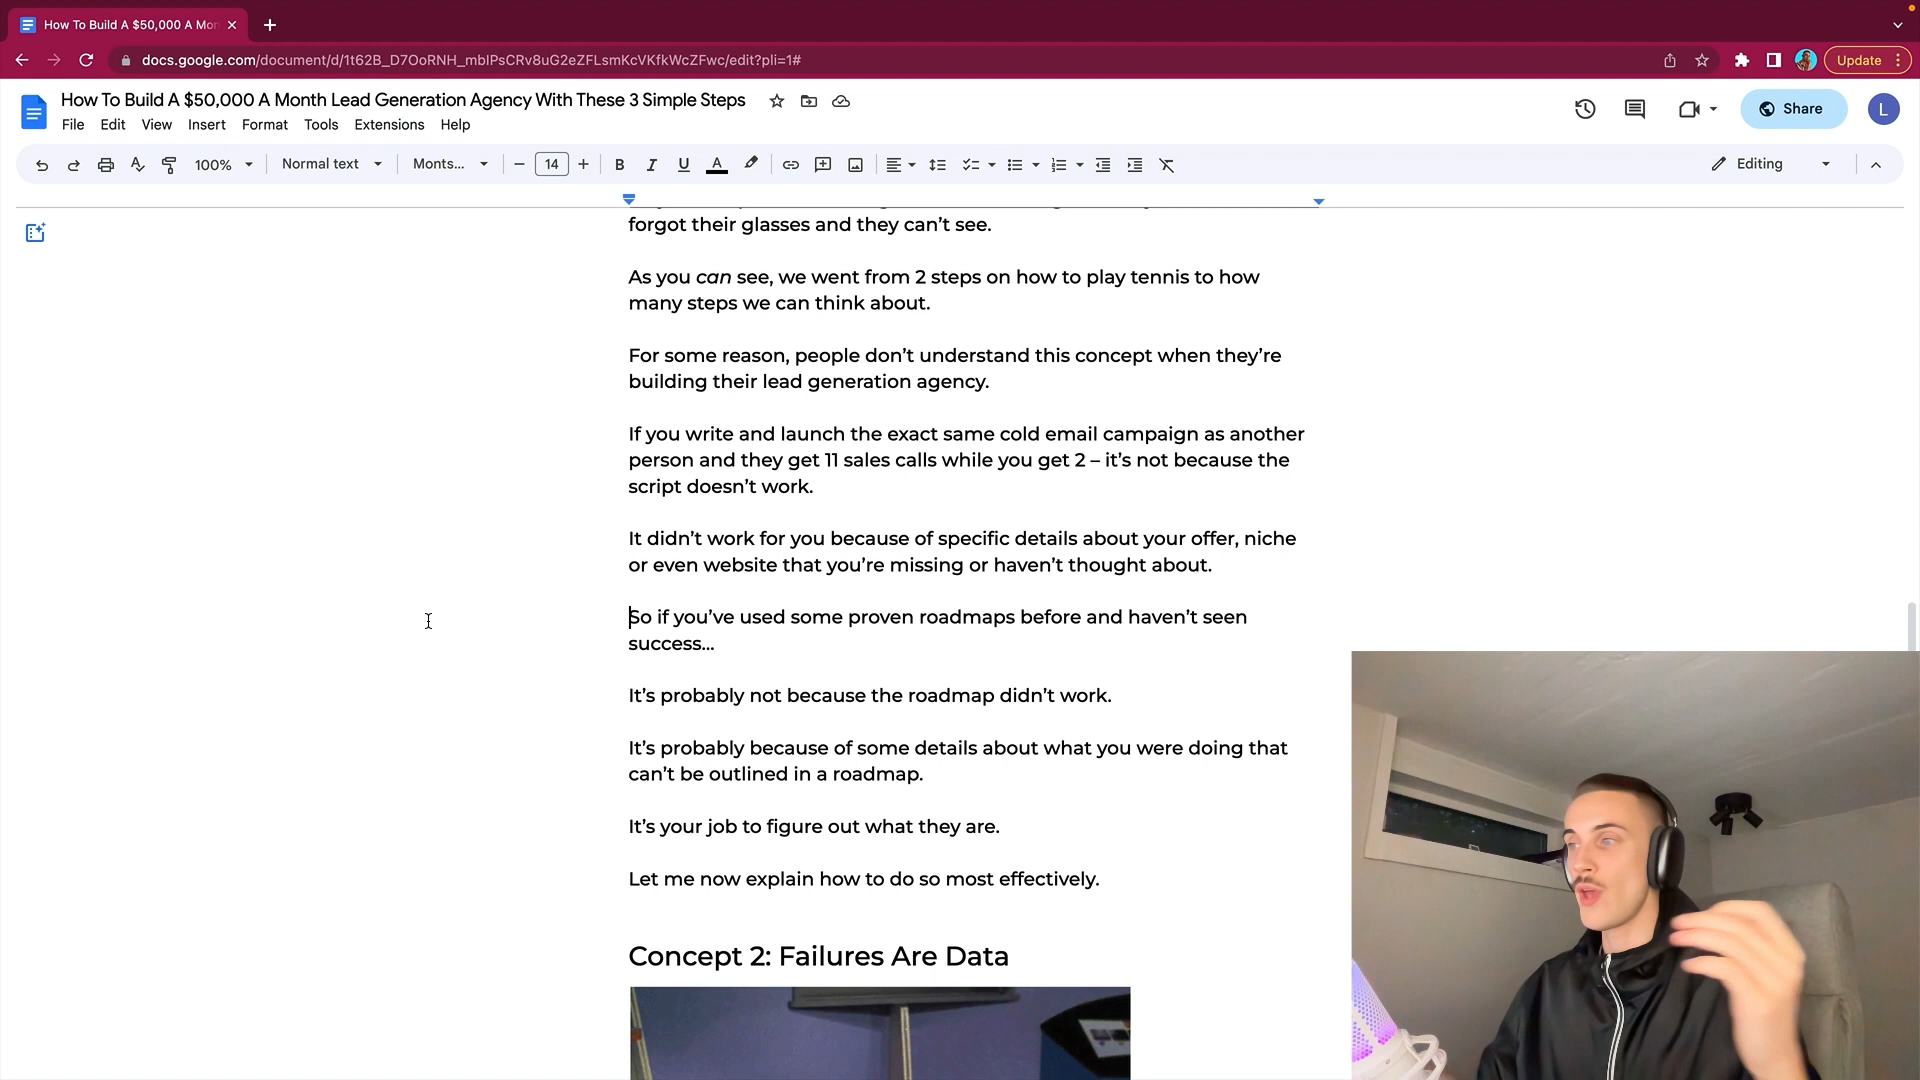 How To Build A $50,000 A Mon
docs.google.com/document/d/1t62B_D7OoRNH_mbIPsCRv8uG2eZFLsmKcVKfkWcZFwc/edit?pli=1#
Update
How To Build A $50,000 A Month Lead Generation Agency With These 3 Simple Steps
File Edit View Insert Format Tools Extensions Help
Share
L
100% Normal text Monts... 14 B I U A Editing
forgot their glasses and they can’t see.
As you can see, we went from 2 steps on how to play tennis to how
many steps we can think about.
For some reason, people don’t understand this concept when they’re
building their lead generation agency.
If you write and launch the exact same cold email campaign as another
person and they get 11 sales calls while you get 2 – it’s not because the
script doesn’t work.
It didn’t work for you because of specific details about your offer, niche
or even website that you’re missing or haven’t thought about.
So if you’ve used some proven roadmaps before and haven’t seen
success...
It’s probably not because the roadmap didn’t work.
It’s probably because of some details about what you were doing that
can’t be outlined in a roadmap.
It’s your job to figure out what they are.
Let me now explain how to do so most effectively.
Concept 2: Failures Are Data